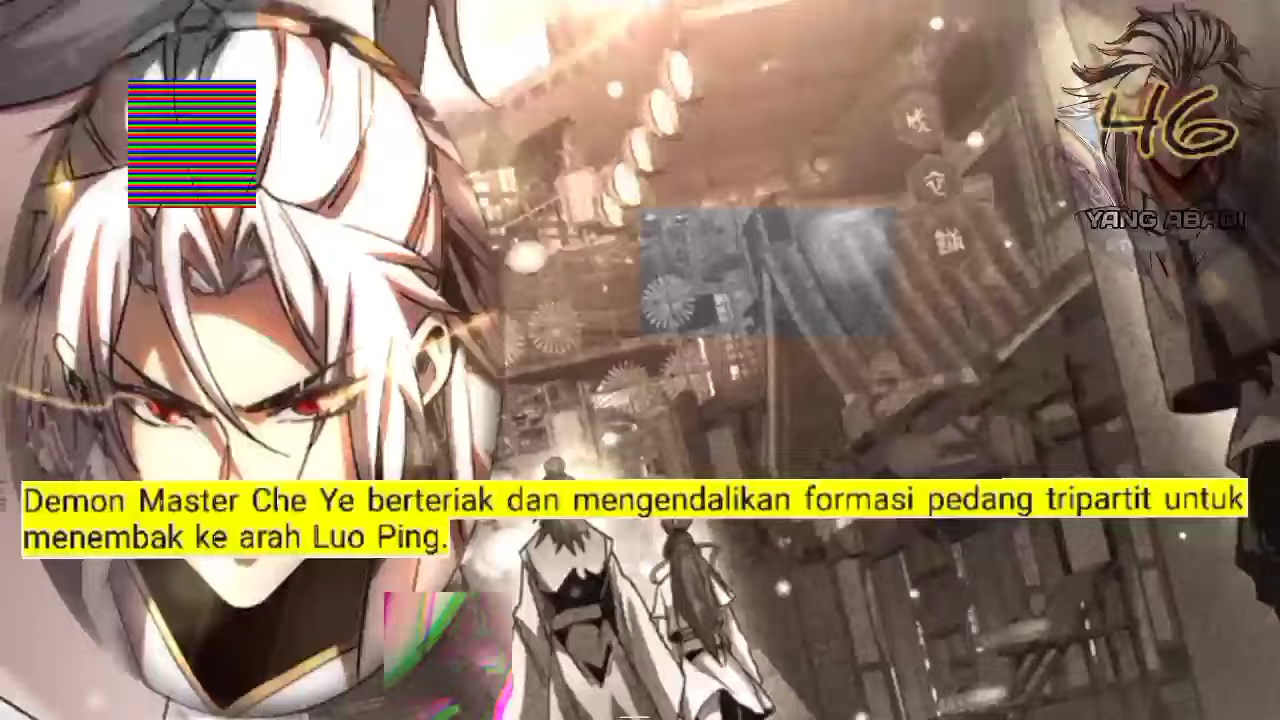 46
YANG ABADI
Demon Master Che Ye berteriak dan mengendalikan formasi pedang tripartit untuk
menembak ke arah Luo Ping.